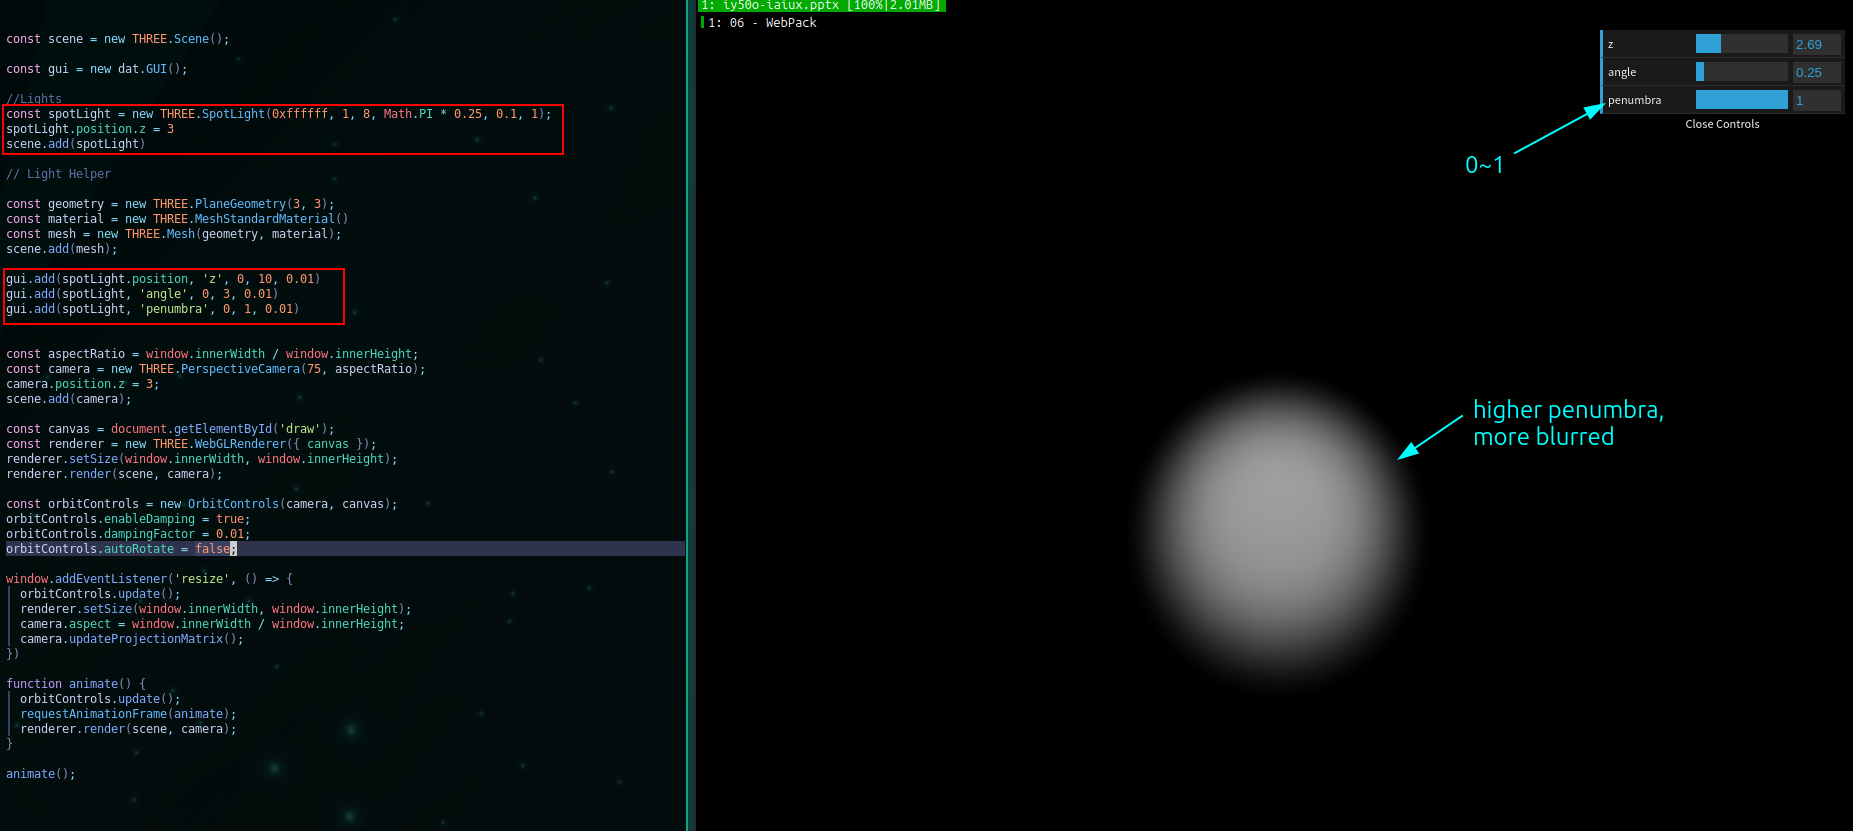 const scene = new THREE.Scene();
const gui = new dat.GUI();
//Lights
const spotLight = new THREE.SpotLight(0xffffff, 1, 8, Math.PI * 0.25, 0.1, 1);
spotLight.position.z = 3
scene.add(spotLight)
// Light Helper
const geometry = new THREE.PlaneGeometry(3, 3);
const material = new THREE.MeshStandardMaterial()
const mesh = new THREE.Mesh(geometry, material);
scene.add(mesh);
gui.add(spotLight.position, 'z', 0, 10, 0.01)
gui.add(spotLight, 'angle', 0, 3, 0.01)
gui.add(spotLight, 'penumbra', 0, 1, 0.01)
const aspectRatio = window.innerWidth / window.innerHeight;
const camera = new THREE.PerspectiveCamera(75, aspectRatio);
camera.position.z = 3;
scene.add(camera);
const canvas = document.getElementById('draw');
const renderer = new THREE.WebGLRenderer({ canvas });
renderer.setSize(window.innerWidth, window.innerHeight);
renderer.render(scene, camera);
const orbitControls = new OrbitControls(camera, canvas);
orbitControls.enableDamping = true;
orbitControls.dampingFactor = 0.01;
orbitControls.autoRotate = false;
window.addEventListener('resize', () => {
orbitControls.update();
renderer.setSize(window.innerWidth, window.innerHeight);
camera.aspect = window.innerWidth / window.innerHeight;
camera.updateProjectionMatrix();
})
function animate() {
orbitControls.update();
requestAnimationFrame(animate);
renderer.render(scene, camera);
}
animate();
1: iy50o-iaiux.pptx [100%|2.01MB]
1: 06 - WebPack
z 2.69
angle 0.25
penumbra 1
Close Controls
0~1
higher penumbra,
more blurred